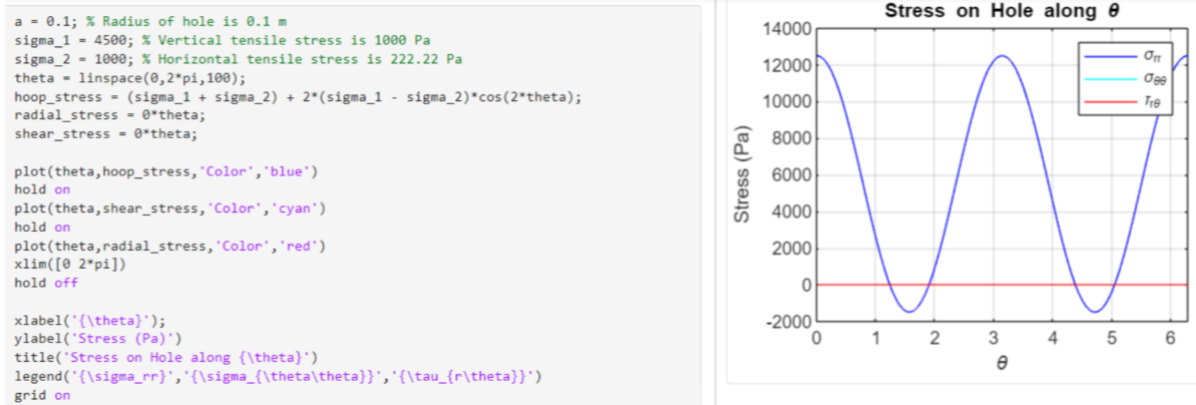 a = 0.1; % Radius of hole is 0.1 m
sigma_1 = 4500; % Vertical tensile stress is 1000 Pa
sigma_2 = 1000; % Horizontal tensile stress is 222.22 Pa
theta = linspace(0,2*pi,100);
hoop_stress = (sigma_1 + sigma_2) + 2*(sigma_1 - sigma_2)*cos(2*theta);
radial_stress = 0*theta;
shear_stress = 0*theta;
plot(theta,hoop_stress,'Color','blue')
hold on
plot(theta,shear_stress,'Color','cyan')
hold on
plot(theta,radial_stress,'Color','red')
xlim([0 2*pi])
hold off
xlabel('{\theta}');
ylabel('Stress (Pa)')
title('Stress on Hole along {\theta}')
legend('{\sigma_rr}','{\sigma_{\theta\theta}}','{\tau_{r\theta}}')
grid on
Stress on Hole along θ
14000
12000
10000
8000
6000
4000
2000
0
-2000
Stress (Pa)
σrr
σθθ
τrθ
0 1 2 3 4 5 6
θ